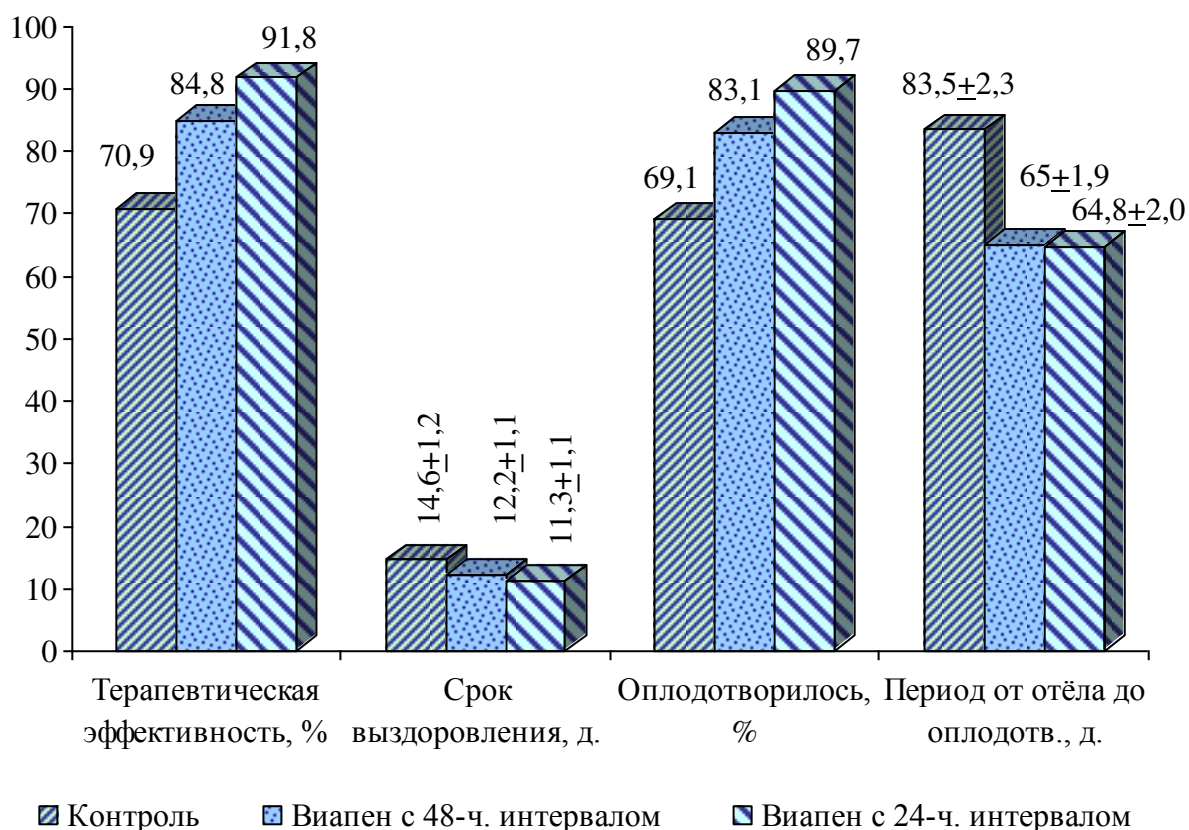 100
90
80
70
60
50
40
30
20
10
0
70,9
84,8
91,8
14,6±1,2
12,2±1,1
11,3±1,1
69,1
83,1
89,7
83,5±2,3
65±1,9
64,8±2,0
Терапевтическая
эффективность, %
Срок
выздоровления, д.
Оплодотворилось,
%
Период от отёла до
оплодотв., д.
Контроль
Виапен с 48-ч. интервалом
Виапен с 24-ч. интервалом